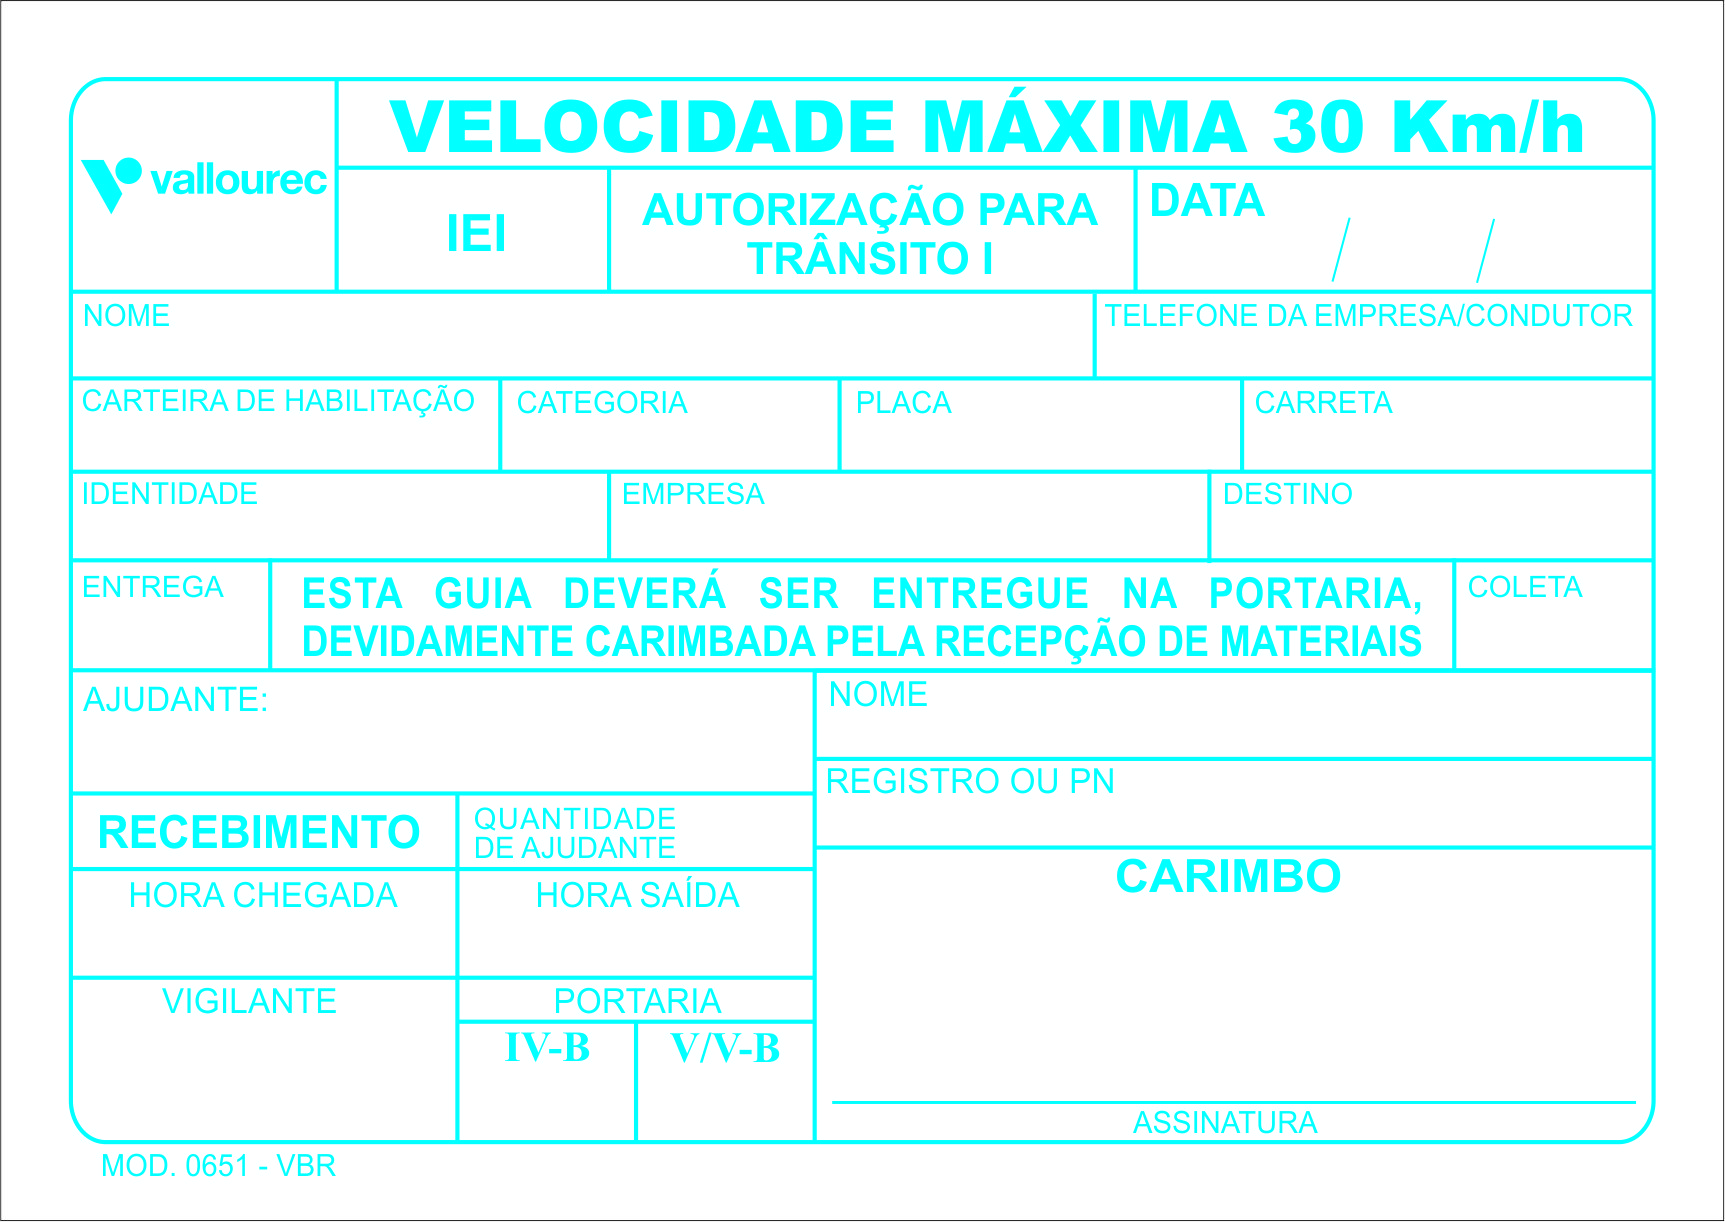 vallourec
VELOCIDADE MÁXIMA 30 Km/h
IEI
AUTORIZAÇÃO PARA
TRÂNSITO I
DATA / /
NOME
TELEFONE DA EMPRESA/CONDUTOR
CARTEIRA DE HABILITAÇÃO
CATEGORIA
PLACA
CARRETA
IDENTIDADE
EMPRESA
DESTINO
ENTREGA
ESTA GUIA DEVERÁ SER ENTREGUE NA PORTARIA,
DEVIDAMENTE CARIMBADA PELA RECEPÇÃO DE MATERIAIS
COLETA
AJUDANTE:
NOME
REGISTRO OU PN
RECEBIMENTO
QUANTIDADE
DE AJUDANTE
HORA CHEGADA
HORA SAÍDA
VIGILANTE
PORTARIA
IV-B
V/V-B
CARIMBO
ASSINATURA
MOD. 0651 - VBR